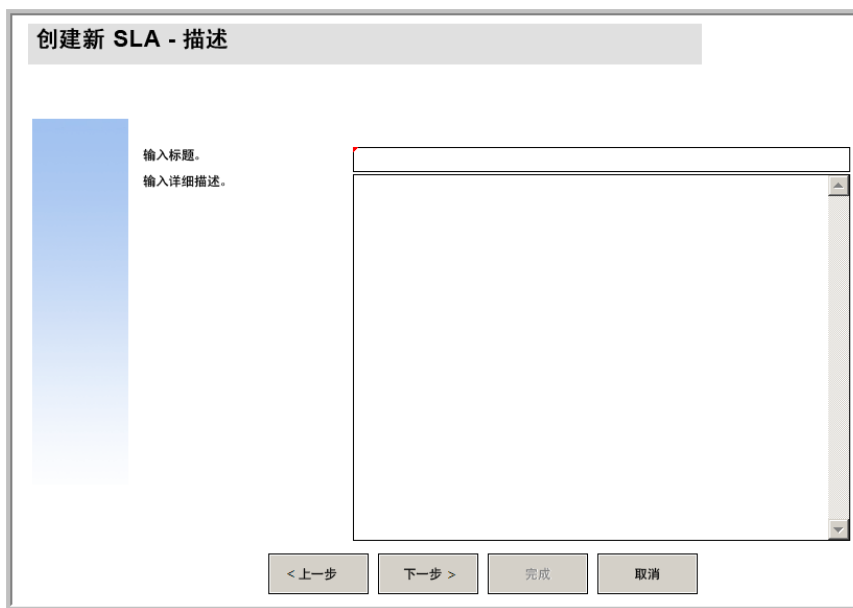 创建新 SLA - 描述
输入标题。
输入详细描述。
< 上一步
下一步 >
完成
取消